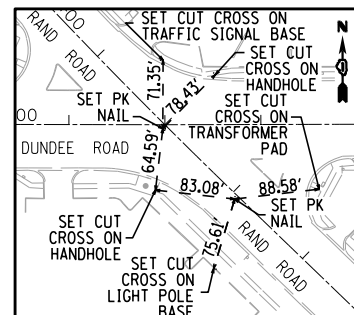 SET CUT CROSS ON
TRAFFIC SIGNAL BASE
00
RAND
ROAD
71.35'
78.43'
SET CUT
CROSS ON
HANDHOLE
N
SET PK
NAIL
SET CUT
CROSS ON
TRANSFORMER
PAD
00
DUNDEE ROAD
64.59'
83.08'
88.58'
SET PK
NAIL
SET CUT
CROSS ON
HANDHOLE
75.61'
RAND
ROAD
SET CUT
CROSS ON
LIGHT POLE
BASE